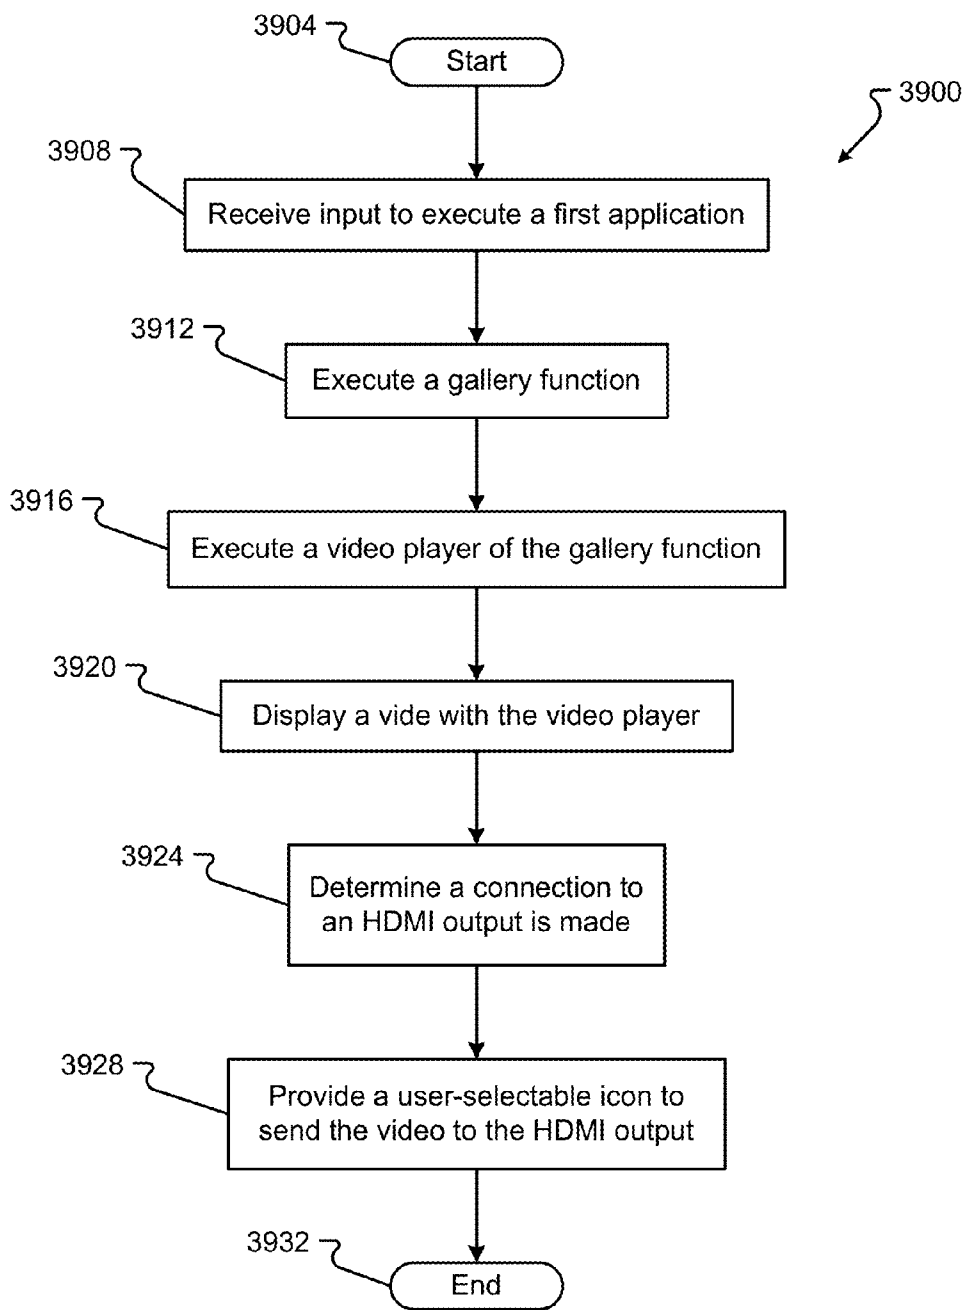 3904
Start
3900
3908
Receive input to execute a first application
3912
Execute a gallery function
3916
Execute a video player of the gallery function
3920
Display a vide with the video player
3924
Determine a connection to
an HDMI output is made
3928
Provide a user-selectable icon to
send the video to the HDMI output
3932
End